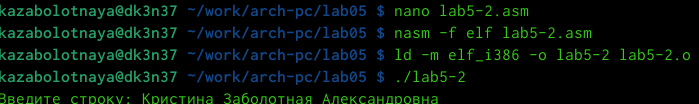 kazabolotnaya@dk3n37 ~/work/arch-pc/lab05 $ nano lab5-2.asm
kazabolotnaya@dk3n37 ~/work/arch-pc/lab05 $ nasm -f elf lab5-2.asm
kazabolotnaya@dk3n37 ~/work/arch-pc/lab05 $ ld -m elf_i386 -o lab5-2 lab5-2.o
kazabolotnaya@dk3n37 ~/work/arch-pc/lab05 $ ./lab5-2
Введите строку: Кристина Заболотная Александровна